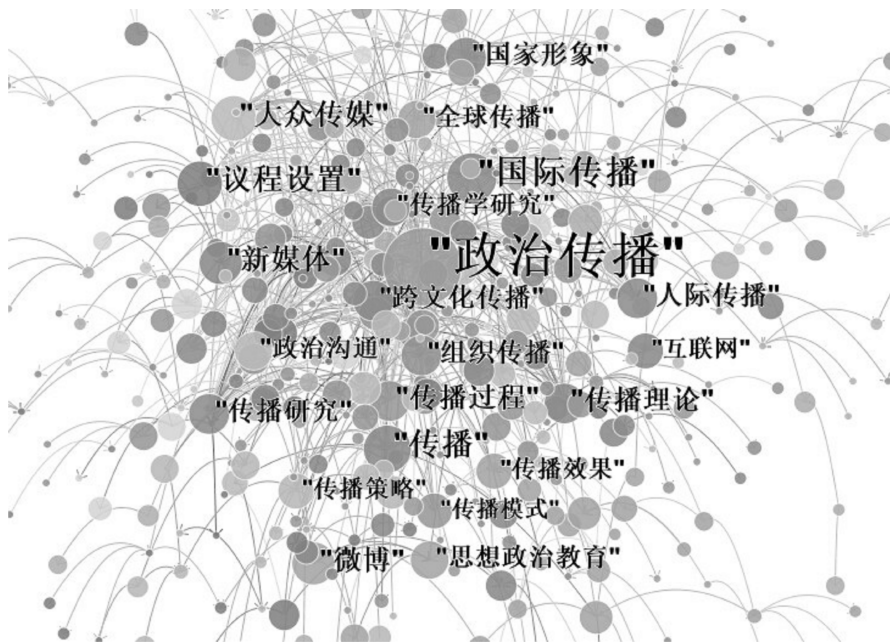 "国家形象"
"大众传媒"
"全球传播"
"议程设置"
"国际传播"
"传播学研究"
"新媒体"
"政治传播"
"跨文化传播"
"人际传播"
"政治沟通"
"组织传播"
"互联网"
"传播研究"
"传播过程"
"传播理论"
"传播"
"传播效果"
"传播策略"
"传播模式"
"微博"
"思想政治教育"